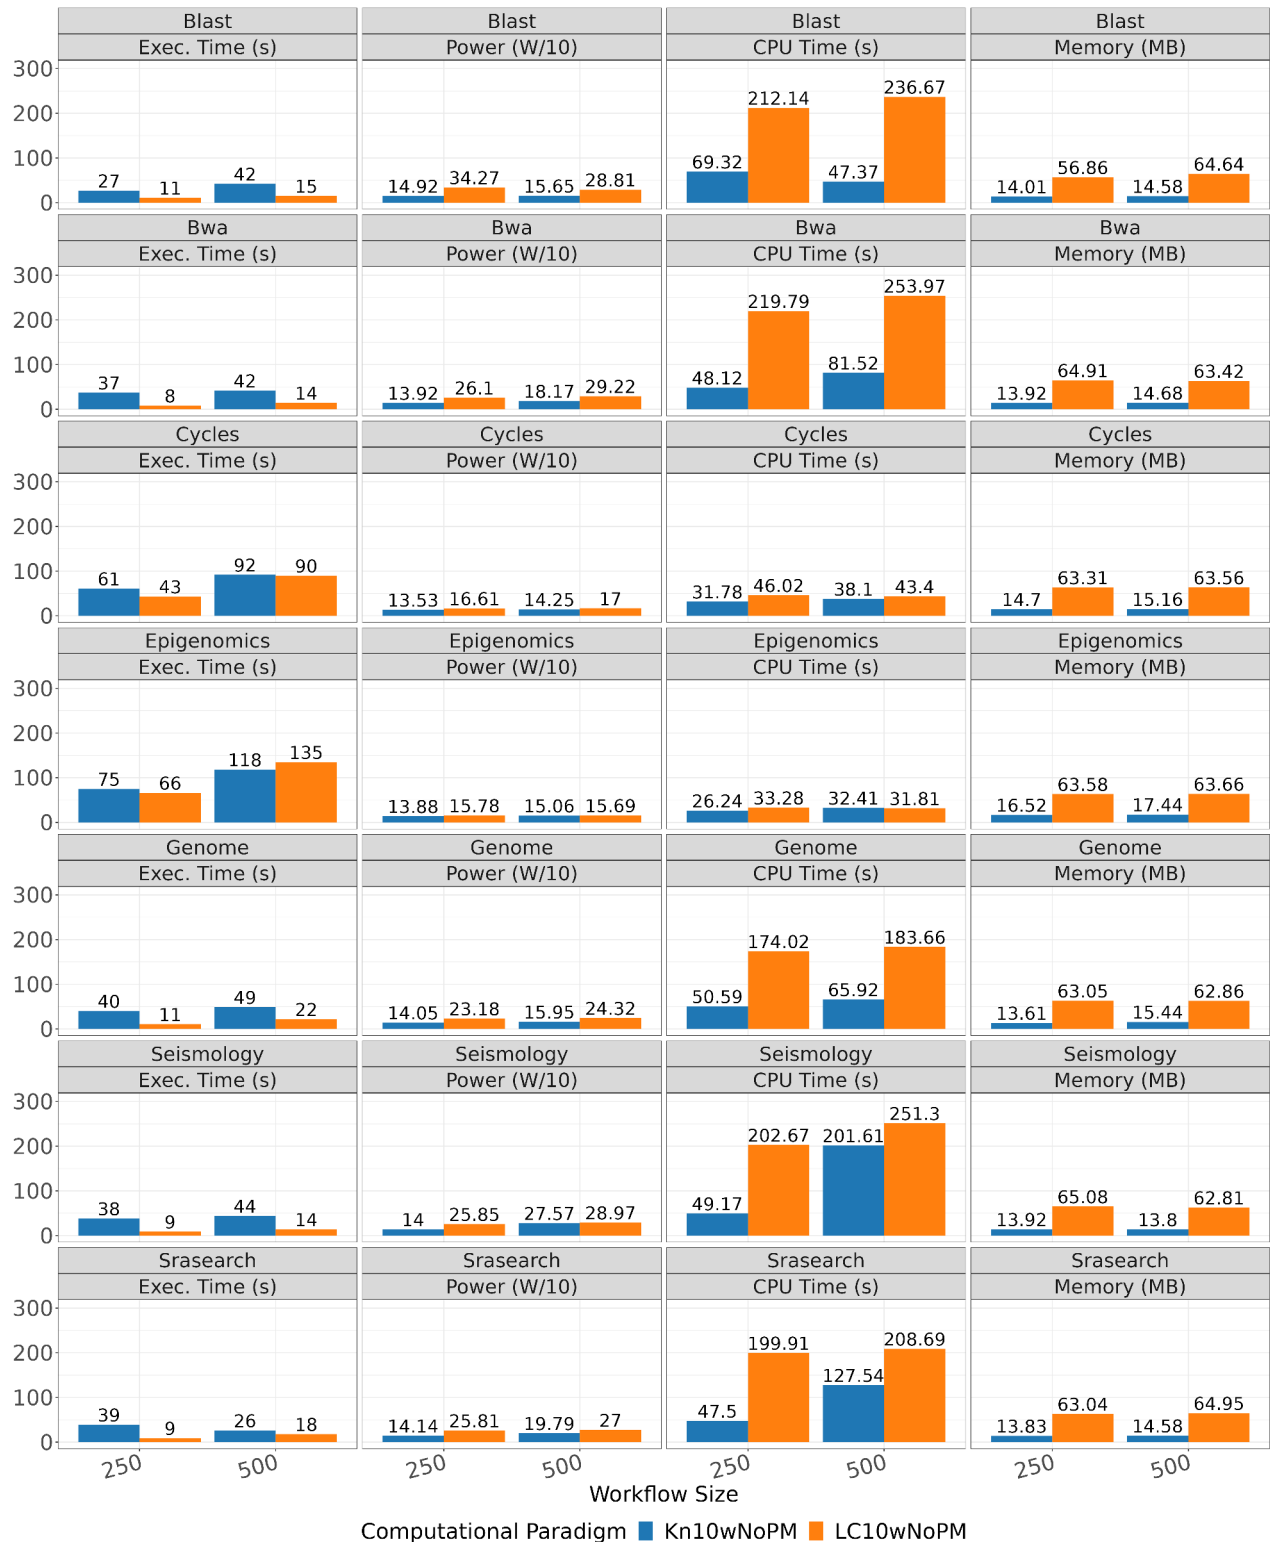 Blast Blast Blast Blast
Exec. Time (s) Power (W/10) CPU Time (s) Memory (MB)
300
200
100
0
27 11 42 15
14.92 34.27 15.65 28.81
69.32 212.14 47.37 236.67
14.01 56.86 14.58 64.64
Bwa Bwa Bwa Bwa
Exec. Time (s) Power (W/10) CPU Time (s) Memory (MB)
300
200
100
0
37 8 42 14
13.92 26.1 18.17 29.22
48.12 219.79 81.52 253.97
13.92 64.91 14.68 63.42
Cycles Cycles Cycles Cycles
Exec. Time (s) Power (W/10) CPU Time (s) Memory (MB)
300
200
100
0
61 43 92 90
13.53 16.61 14.25 17
31.78 46.02 38.1 43.4
14.7 63.31 15.16 63.56
Epigenomics Epigenomics Epigenomics Epigenomics
Exec. Time (s) Power (W/10) CPU Time (s) Memory (MB)
300
200
100
0
75 66 118 135
13.88 15.78 15.06 15.69
26.24 33.28 32.41 31.81
16.52 63.58 17.44 63.66
Genome Genome Genome Genome
Exec. Time (s) Power (W/10) CPU Time (s) Memory (MB)
300
200
100
0
40 11 49 22
14.05 23.18 15.95 24.32
50.59 174.02 65.92 183.66
13.61 63.05 15.44 62.86
Seismology Seismology Seismology Seismology
Exec. Time (s) Power (W/10) CPU Time (s) Memory (MB)
300
200
100
0
38 9 44 14
14 25.85 27.57 28.97
49.17 202.67 201.61 251.3
13.92 65.08 13.8 62.81
Srasearch Srasearch Srasearch Srasearch
Exec. Time (s) Power (W/10) CPU Time (s) Memory (MB)
300
200
100
0
39 9 26 18
14.14 25.81 19.79 27
47.5 199.91 127.54 208.69
13.83 63.04 14.58 64.95
250 500 250 500 250 500 250 500
Workflow Size
Computational Paradigm Kn10wNoPM LC10wNoPM